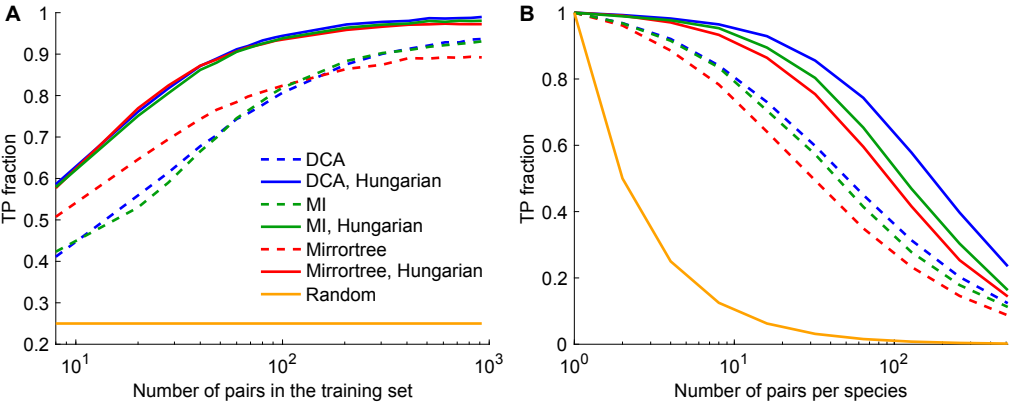 A
TP fraction
1
0.9
0.8
0.7
0.6
0.5
0.4
0.3
0.2
DCA
DCA, Hungarian
MI
MI, Hungarian
Mirrortree
Mirrortree, Hungarian
Random
10¹
10²
10³
Number of pairs in the training set
B
TP fraction
1
0.8
0.6
0.4
0.2
0
10⁰
10¹
10²
Number of pairs per species